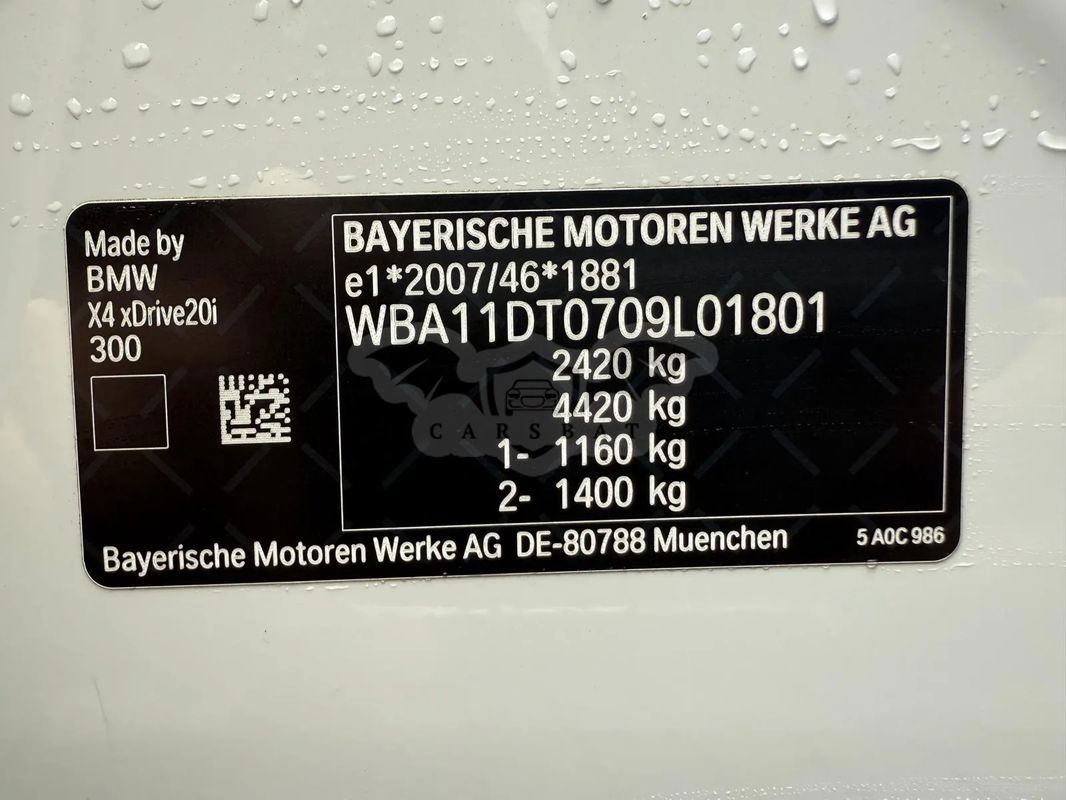 Made by
BMW
X4 xDrive20i
300
BAYERISCHE MOTOREN WERKE AG
e1*2007/46*1881
WBA11DT0709L01801
2420 kg
4420 kg
1- 1160 kg
2- 1400 kg
CARSBAT
Bayerische Motoren Werke AG DE-80788 Muenchen
5 A0C 986